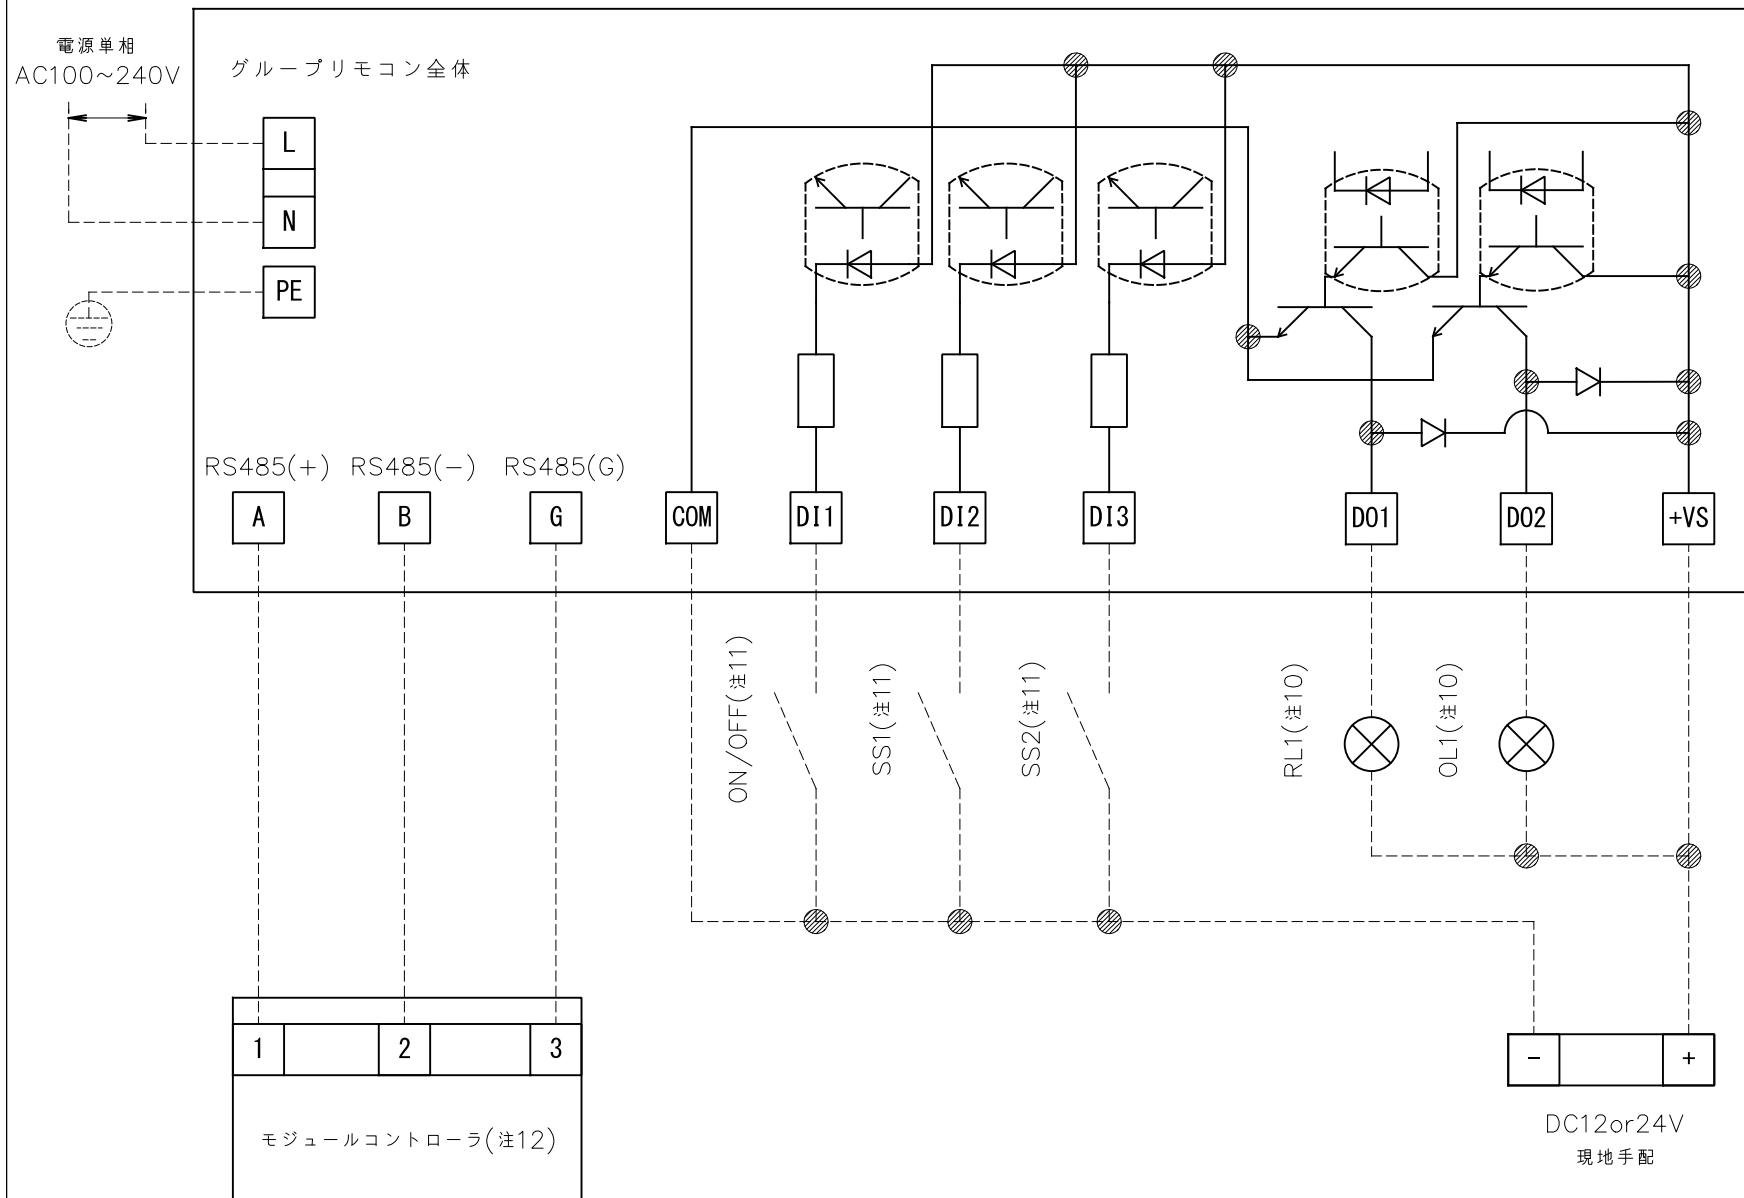 電源単相
AC100~240V
グループリモコン全体
L
N
PE
RS485(+)
RS485(-)
RS485(G)
A
B
G
COM
DI1
DI2
DI3
DO1
DO2
+VS
ON/OFF(注11)
SS1(注11)
SS2(注11)
RL1(注10)
OL1(注10)
1
2
3
モジュールコントローラ(注12)
-
+
DC12or24V
現地手配